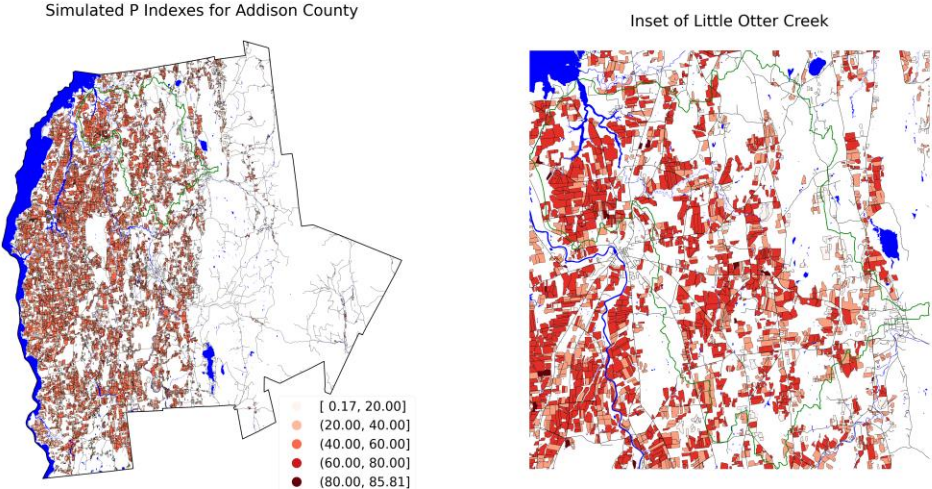 Simulated P Indexes for Addison County
Inset of Little Otter Creek
[ 0.17, 20.00]
(20.00, 40.00]
(40.00, 60.00]
(60.00, 80.00]
(80.00, 85.81]